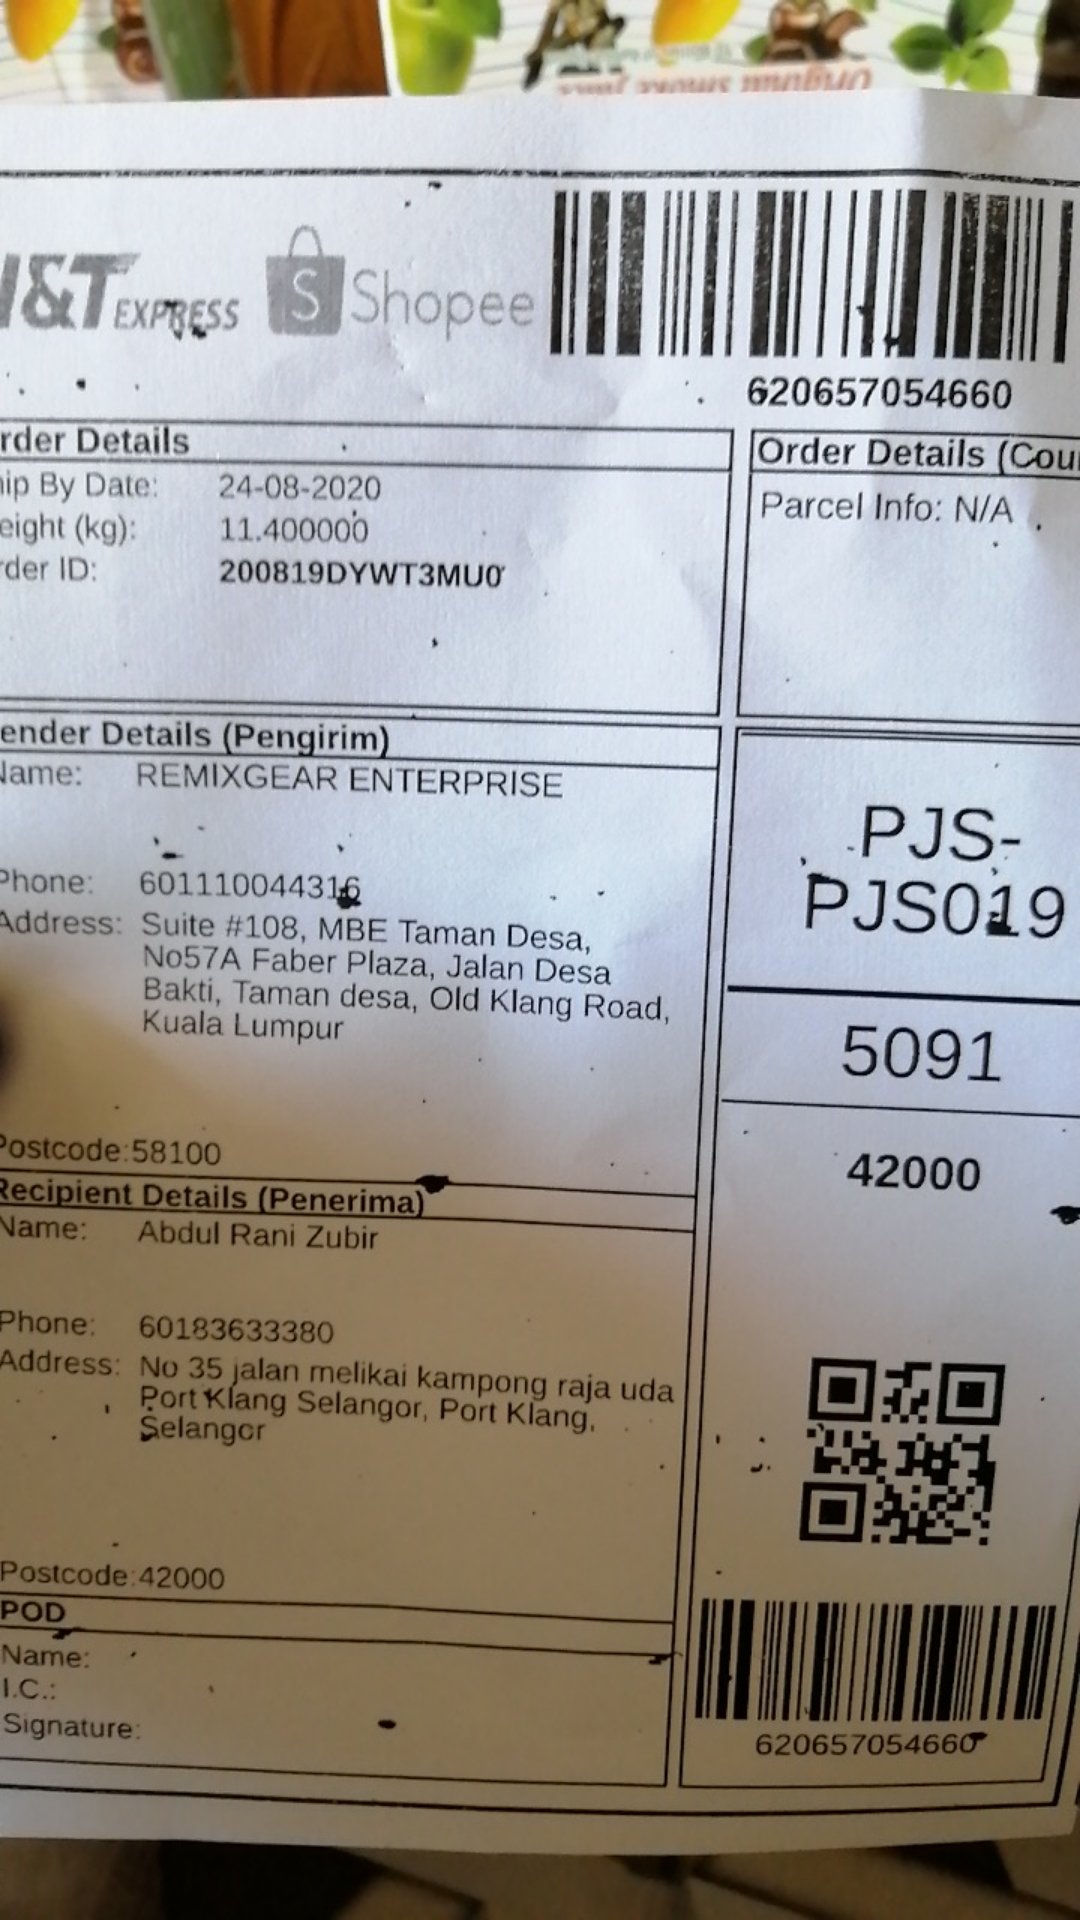 Original smoke juice
J&T EXPRESS Shopee
620657054660
rder Details
ip By Date: 24-08-2020
eight (kg): 11.400000
rder ID: 200819DYWT3MU0
Order Details (Cou
Parcel Info: N/A
ender Details (Pengirim)
Name: REMIXGEAR ENTERPRISE
Phone: 601110044316
Address: Suite #108, MBE Taman Desa,
No57A Faber Plaza, Jalan Desa
Bakti, Taman desa, Old Klang Road,
Kuala Lumpur
Postcode:58100
PJS-
PJS019
5091
42000
Recipient Details (Penerima)
Name: Abdul Rani Zubir
Phone: 60183633380
Address: No 35 jalan melikai kampong raja uda
Port Klang Selangor, Port Klang,
Selangor
Postcode:42000
POD
Name:
I.C.:
Signature:
620657054660